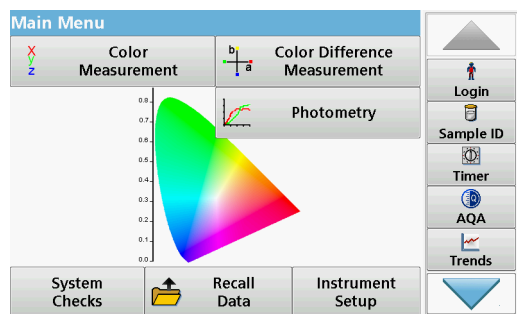 Main Menu
X
y
z
Color
Measurement
b
a
Color Difference
Measurement
Photometry
0.8
0.7
0.6
0.5
0.4
0.3
0.2
0.1
0.0
System
Checks
Recall
Data
Instrument
Setup
Login
Sample ID
Timer
AQA
Trends